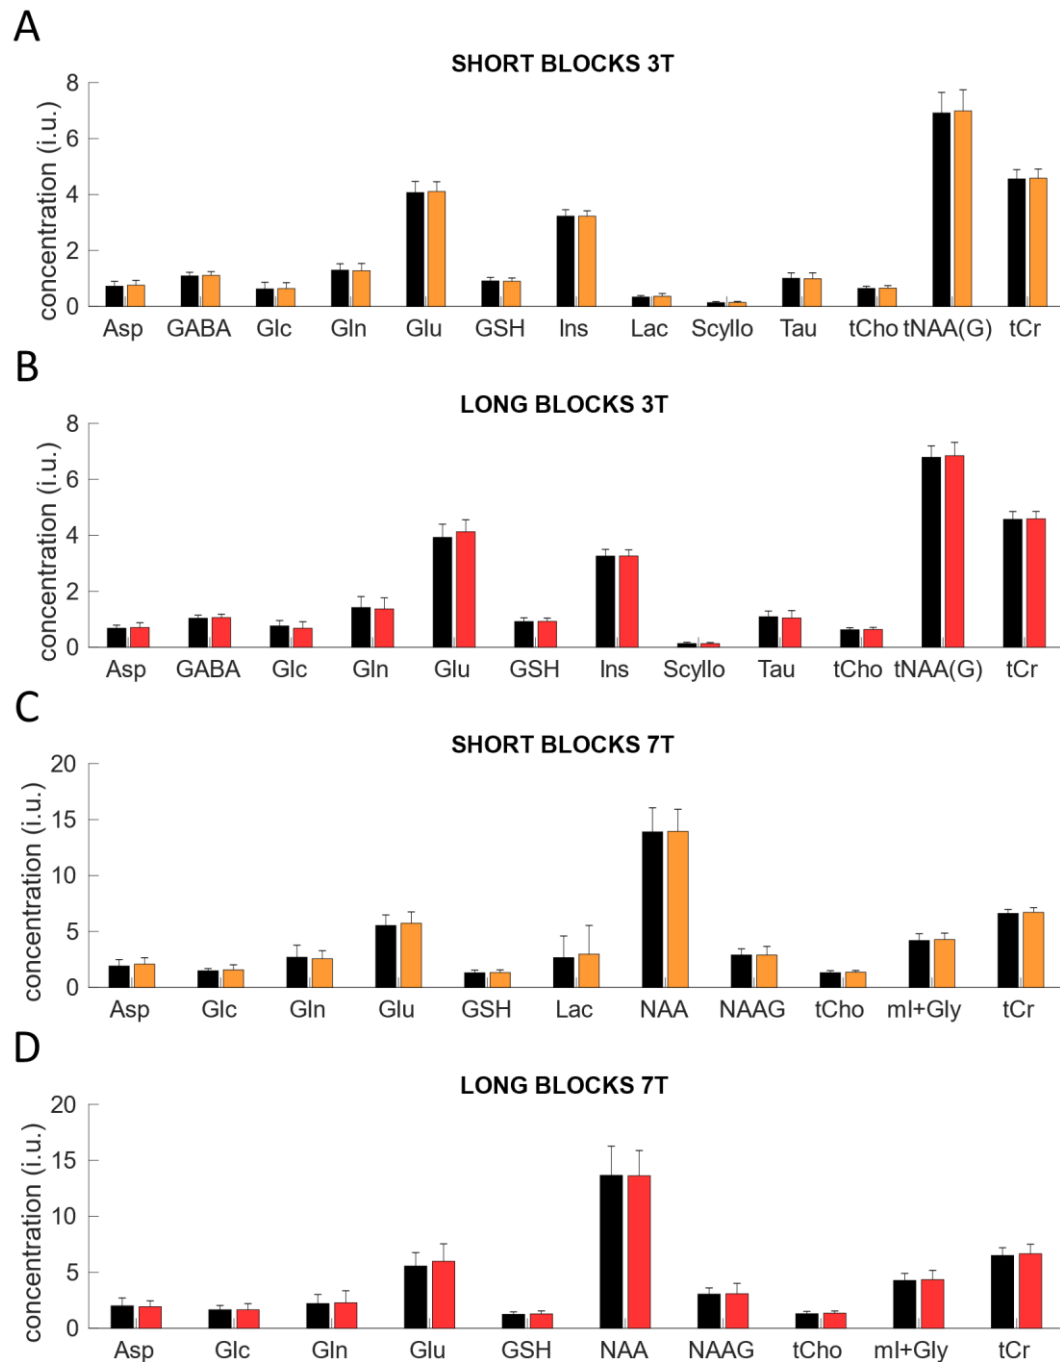 A
SHORT BLOCKS 3T
concentration (i.u.)
8
6
4
2
0
Asp GABA Glc Gln Glu GSH Ins Lac Scyllo Tau tCho tNAA(G) tCr
B
LONG BLOCKS 3T
concentration (i.u.)
8
6
4
2
0
Asp GABA Glc Gln Glu GSH Ins Scyllo Tau tCho tNAA(G) tCr
C
SHORT BLOCKS 7T
concentration (i.u.)
20
15
10
5
0
Asp Glc Gln Glu GSH Lac NAA NAAG tCho mI+Gly tCr
D
LONG BLOCKS 7T
concentration (i.u.)
20
15
10
5
0
Asp Glc Gln Glu GSH NAA NAAG tCho mI+Gly tCr